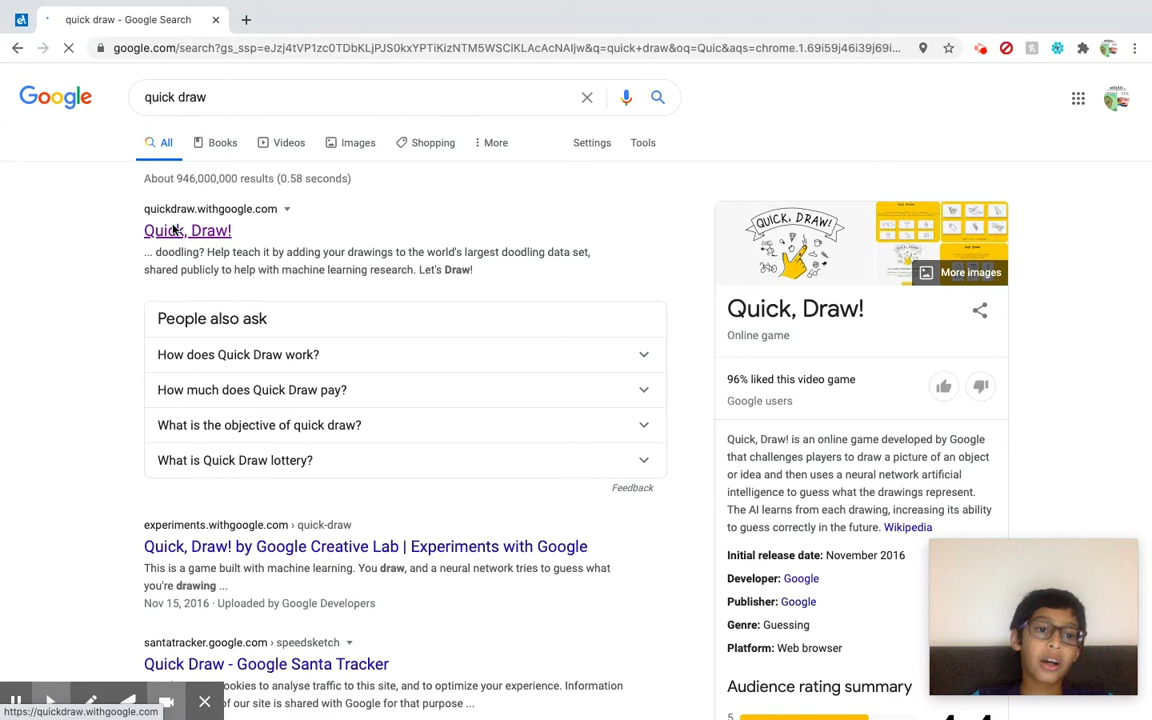 quick draw - Google Search
google.com/search?gs_ssp=eJzj4tVP1zc0TDbKLjPJS0kxYPTiKizNTM5WSClKLAcAcNAIjw&q=quick+draw&oq=Quic&aqs=chrome.1.69i59j46i39j69i...
Google
quick draw
All
Books
Videos
Images
Shopping
More
Settings
Tools
About 946,000,000 results (0.58 seconds)
quickdraw.withgoogle.com
Quick, Draw!
... doodling? Help teach it by adding your drawings to the world's largest doodling data set,
shared publicly to help with machine learning research. Let's Draw!
People also ask
How does Quick Draw work?
How much does Quick Draw pay?
What is the objective of quick draw?
What is Quick Draw lottery?
Feedback
experiments.withgoogle.com › quick-draw
Quick, Draw! by Google Creative Lab | Experiments with Google
This is a game built with machine learning. You draw, and a neural network tries to guess what
you're drawing ...
Nov 15, 2016 · Uploaded by Google Developers
santatracker.google.com › speedsketch
Quick Draw - Google Santa Tracker
cookies to analyse traffic to this site, and to optimize your experience. Information
of our site is shared with Google for that purpose ...
https://quickdraw.withgoogle.com
QUICK, DRAW!
More images
Quick, Draw!
Online game
96% liked this video game
Google users
Quick, Draw! is an online game developed by Google
that challenges players to draw a picture of an object
or idea and then uses a neural network artificial
intelligence to guess what the drawings represent.
The AI learns from each drawing, increasing its ability
to guess correctly in the future. Wikipedia
Initial release date: November 2016
Developer: Google
Publisher: Google
Genre: Guessing
Platform: Web browser
Audience rating summary
5